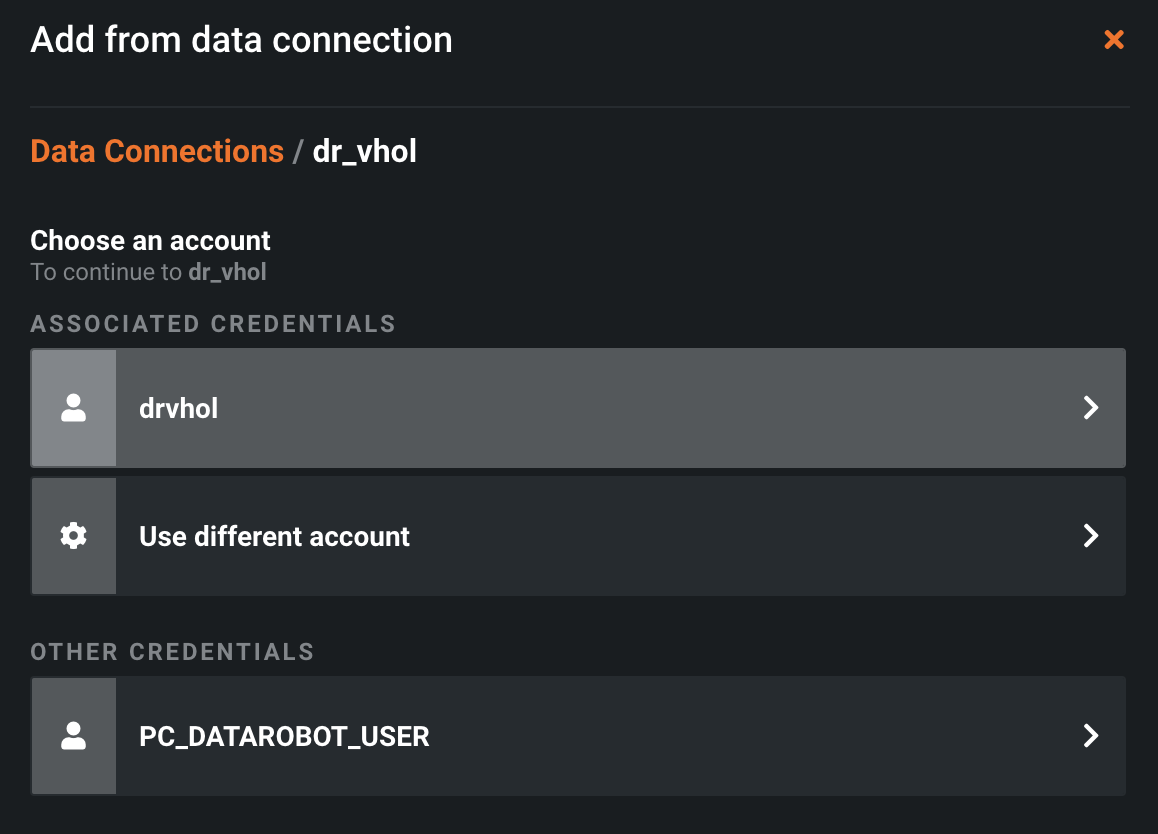 Add from data connection
Data Connections / dr_vhol
Choose an account
To continue to dr_vhol
ASSOCIATED CREDENTIALS
drvhol
Use different account
OTHER CREDENTIALS
PC_DATAROBOT_USER